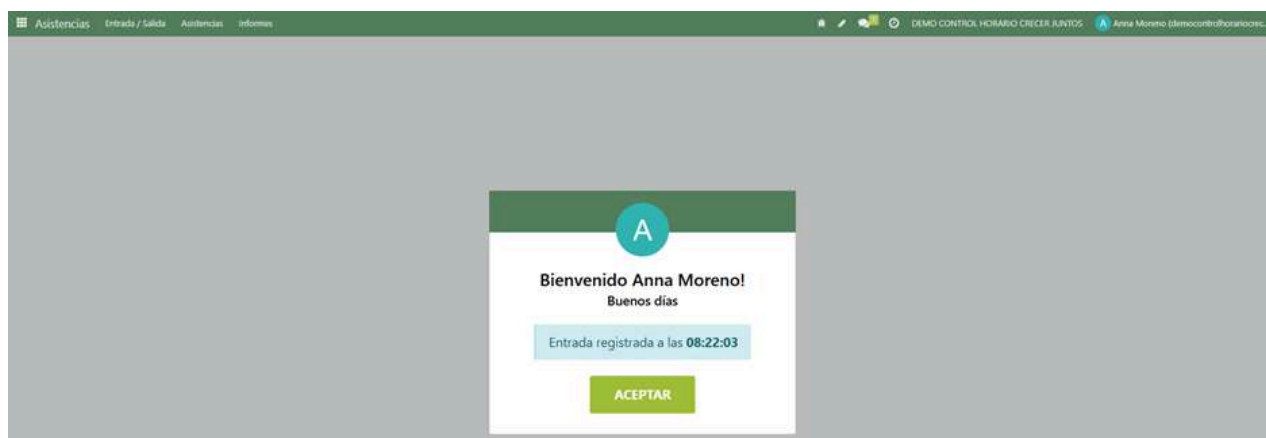 Asistencias Entrada / Salida Asistencias Informes DEMO CONTROL HORARIO CRECER JUNTOS A Anna Moreno (democontrolhorariocrec...
A
Bienvenido Anna Moreno!
Buenos días
Entrada registrada a las 08:22:03
ACEPTAR